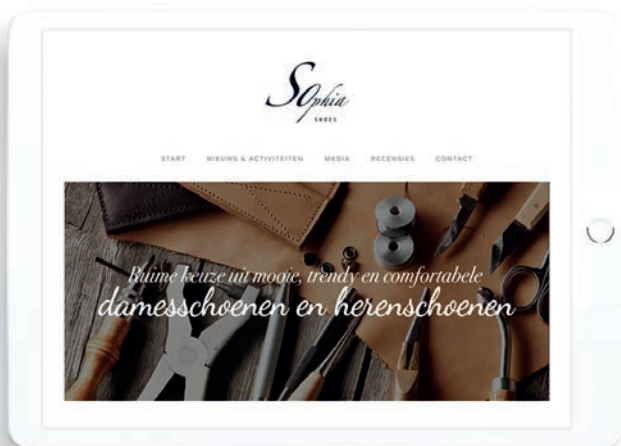 Sophia
SHOES
START NIEUWS & ACTIVITEITEN MEDIA RECENSIES CONTACT
Ruime keuze uit mooie, trendy en comfortabele
damesschoenen en herenschoenen